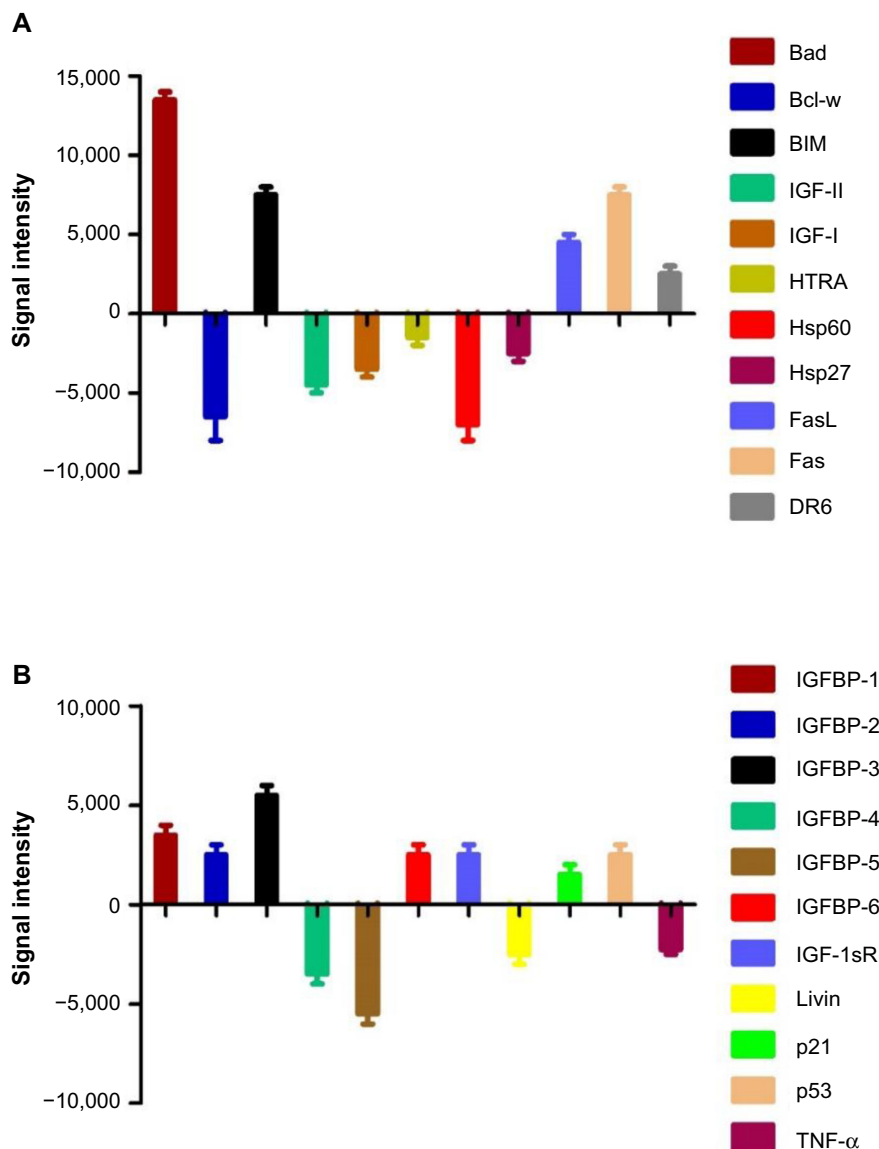 A
Signal intensity
15,000
10,000
5,000
0
−5,000
−10,000
Bad
Bcl-w
BIM
IGF-II
IGF-I
HTRA
Hsp60
Hsp27
FasL
Fas
DR6
B
Signal intensity
10,000
5,000
0
−5,000
−10,000
IGFBP-1
IGFBP-2
IGFBP-3
IGFBP-4
IGFBP-5
IGFBP-6
IGF-1sR
Livin
p21
p53
TNF-α